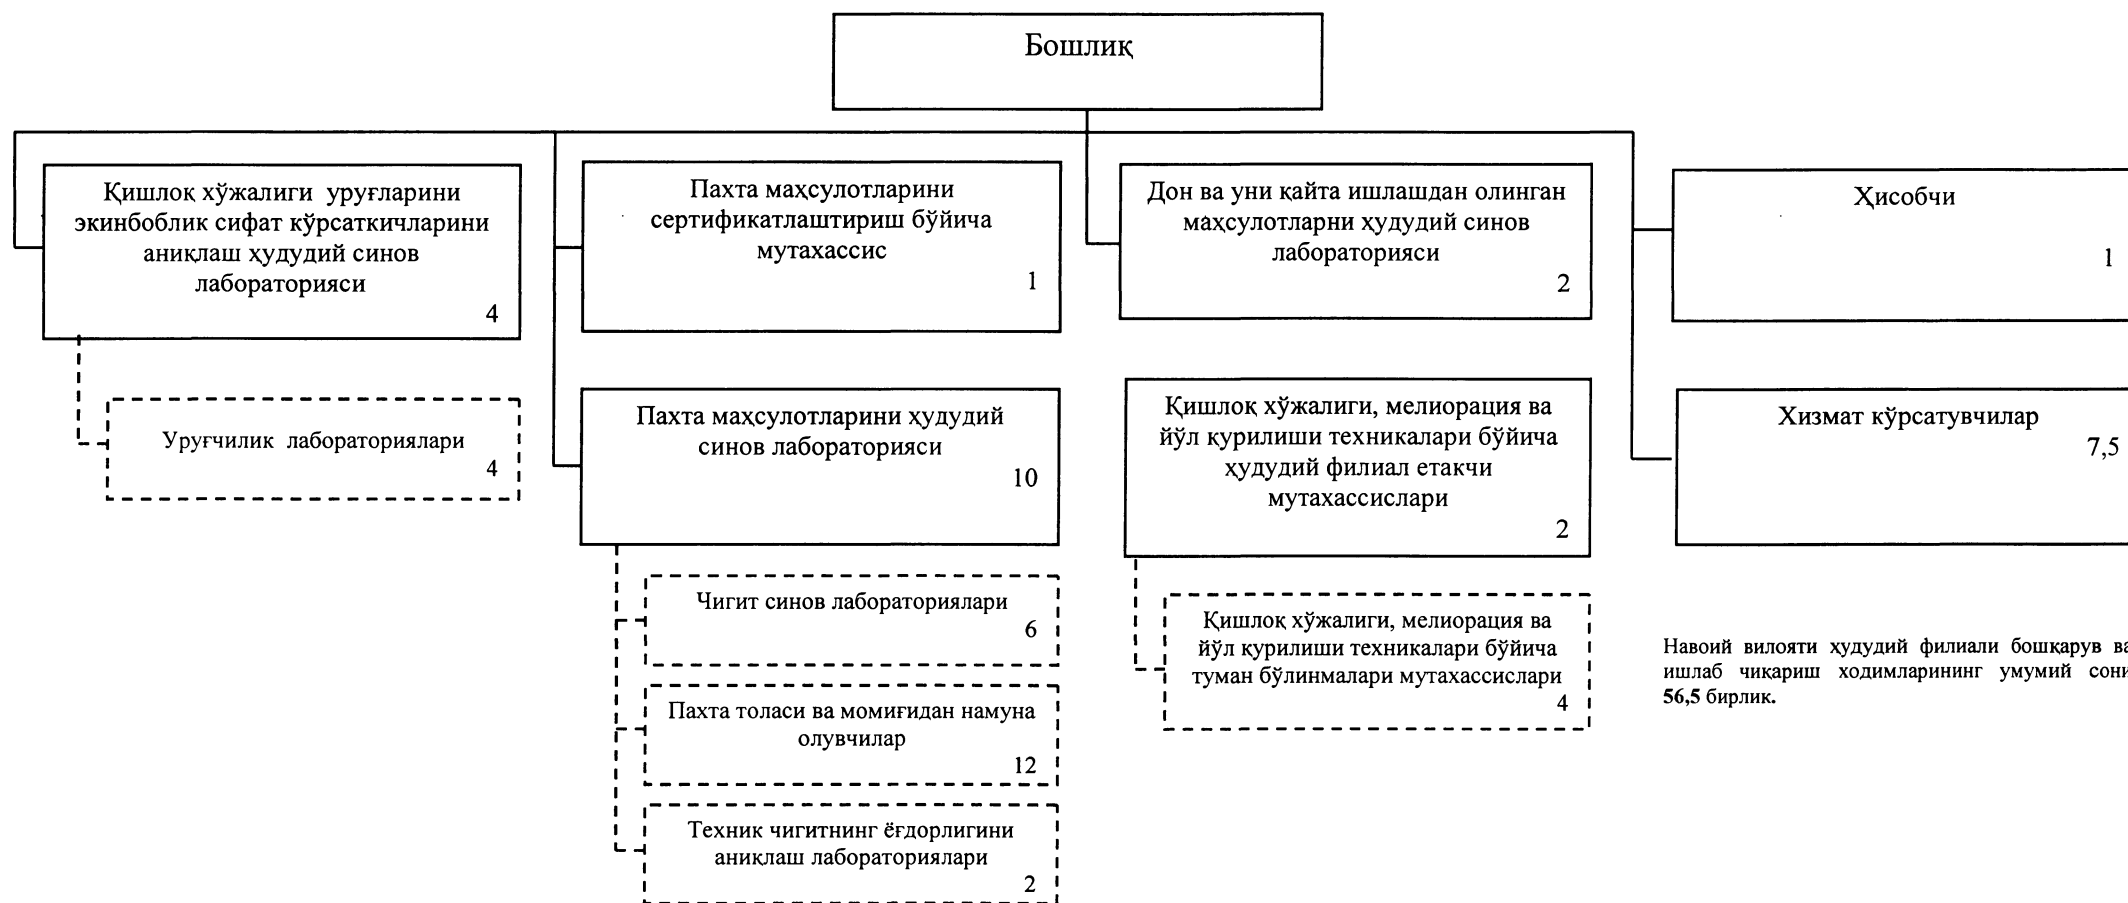 Бошлиқ
Қишлоқ хўжалиги уруғларини
экинбоблик сифат кўрсаткичларини
аниқлаш ҳудудий синов
лабораторияси
4
Уруғчилик лабораториялари
4
Пахта маҳсулотларини
сертификатлаштириш бўйича
мутахассис
1
Пахта маҳсулотларини ҳудудий
синов лабораторияси
10
Чигит синов лабораториялари
6
Пахта толаси ва момиғидан намуна
олувчилар
12
Техник чигитнинг ёғдорлигини
аниқлаш лабораториялари
2
Дон ва уни қайта ишлашдан олинган
маҳсулотларни ҳудудий синов
лабораторияси
2
Қишлоқ хўжалиги, мелиорация ва
йўл қурилиши техникалари бўйича
ҳудудий филиал етакчи
мутахассислари
2
Қишлоқ хўжалиги, мелиорация ва
йўл қурилиши техникалари бўйича
туман бўлинмалари мутахассислари
4
Ҳисобчи
1
Хизмат кўрсатувчилар
7,5
Навоий вилояти ҳудудий филиали бошқарув ва
ишлаб чиқариш ходимларининг умумий сони
56,5 бирлик.